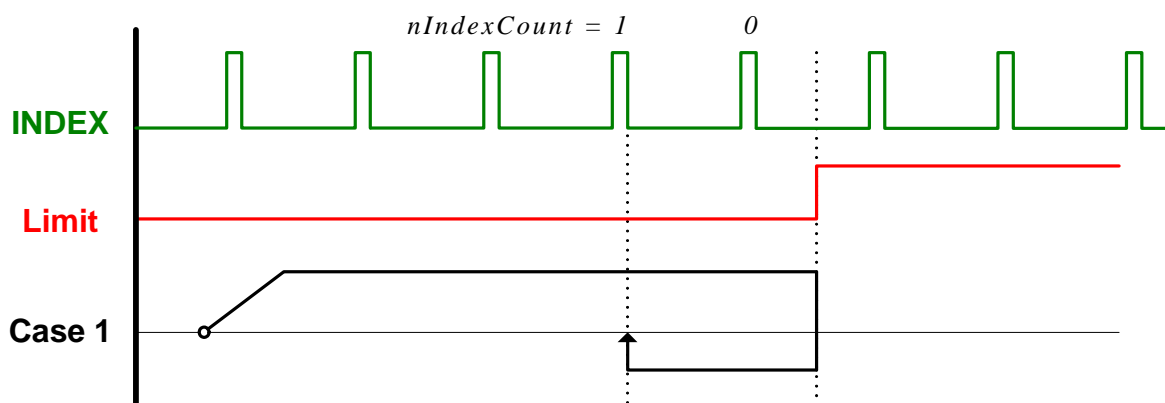 nIndexCount = 1 0
INDEX
Limit
Case 1